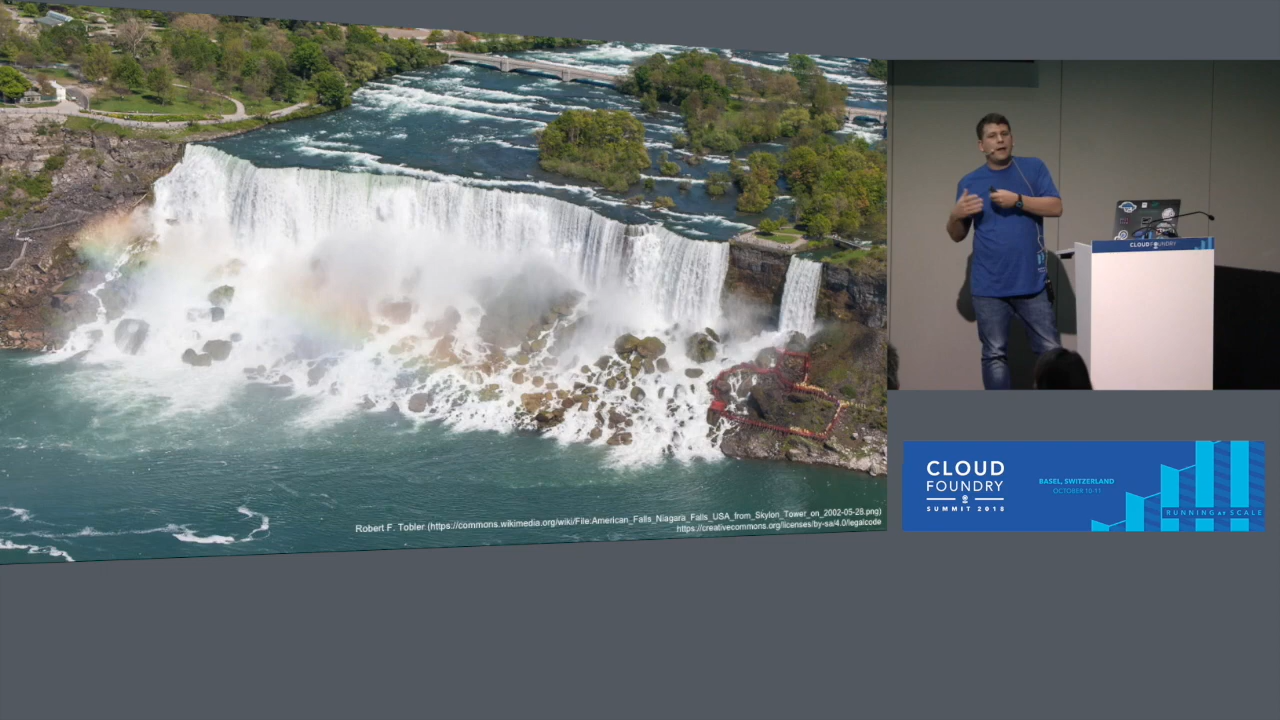 Robert F. Tobler (https://commons.wikimedia.org/wiki/File:American_Falls_Niagara_Falls_USA_from_Skylon_Tower_on_2002-05-28.png)
https://creativecommons.org/licenses/by-sa/4.0/legalcode
CLOUD FOUNDRY
CLOUD
FOUNDRY
SUMMIT 2018
BASEL, SWITZERLAND
OCTOBER 10-11
RUNNING AT SCALE